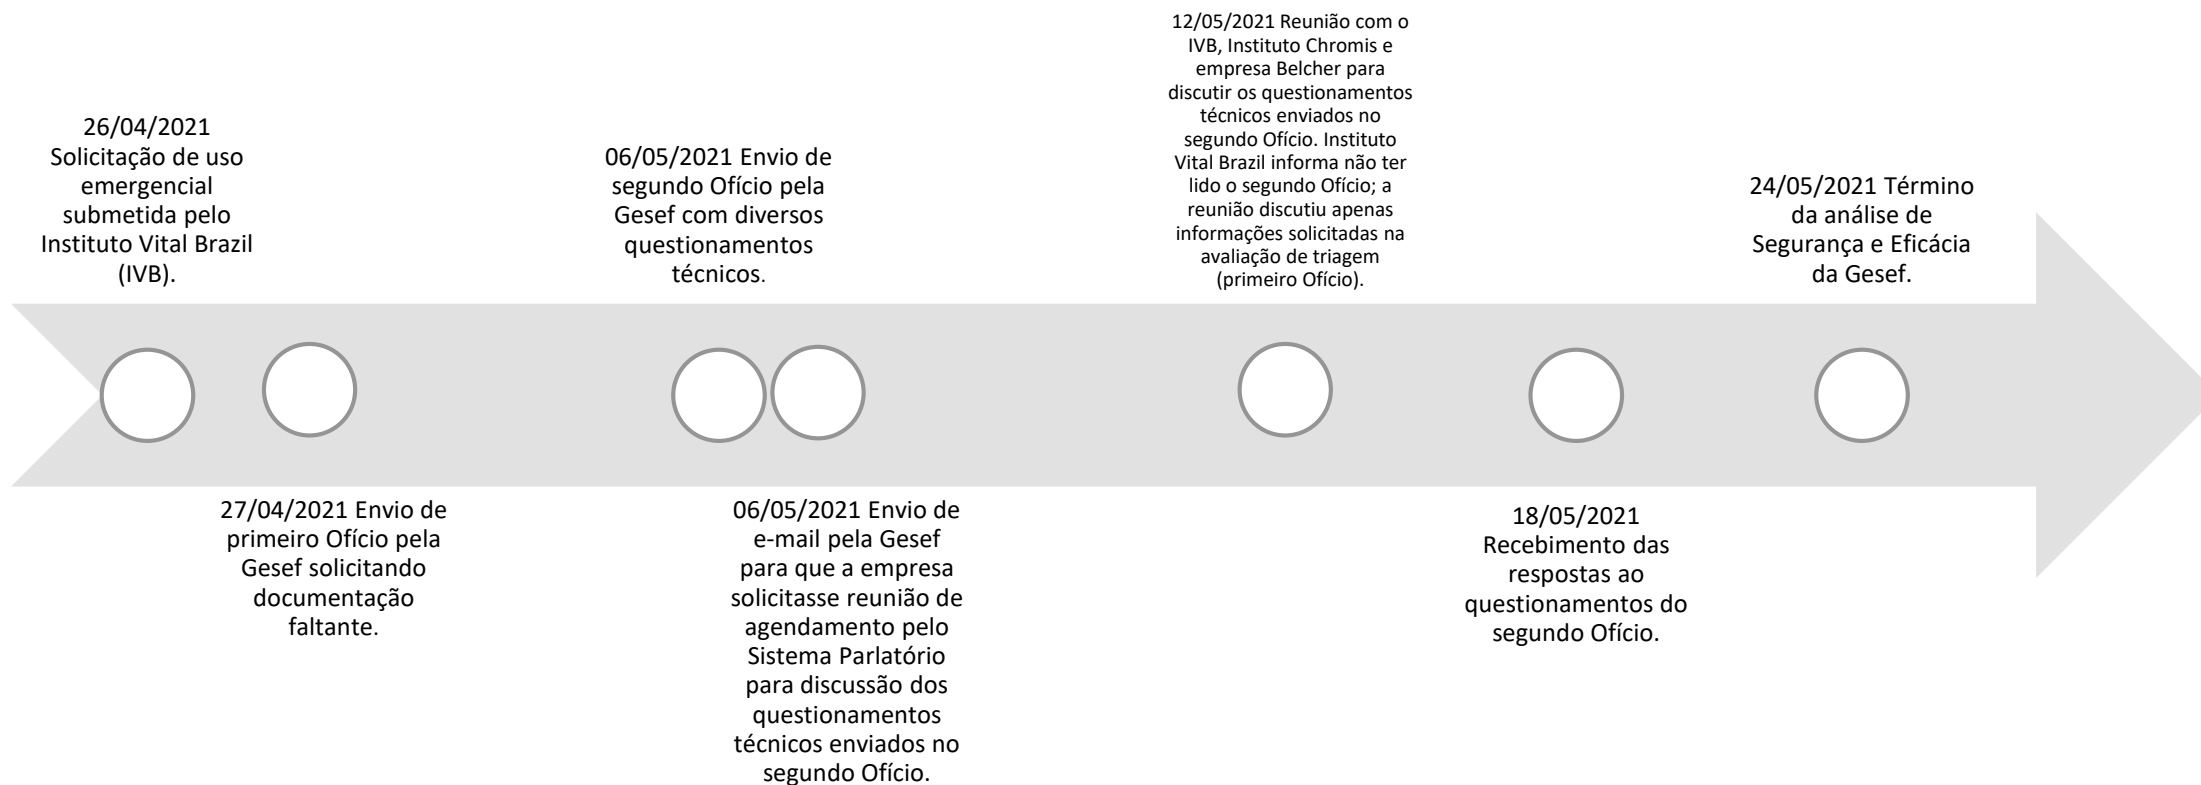 26/04/2021
Solicitação de uso
emergencial
submetida pelo
Instituto Vital Brazil
(IVB).
27/04/2021 Envio de
primeiro Ofício pela
Gesef solicitando
documentação
faltante.
06/05/2021 Envio de
segundo Ofício pela
Gesef com diversos
questionamentos
técnicos.
06/05/2021 Envio de
e-mail pela Gesef
para que a empresa
solicitasse reunião de
agendamento pelo
Sistema Parlatório
para discussão dos
questionamentos
técnicos enviados no
segundo Ofício.
12/05/2021 Reunião com o
IVB, Instituto Chromis e
empresa Belcher para
discutir os questionamentos
técnicos enviados no
segundo Ofício. Instituto
Vital Brazil informa não ter
lido o segundo Ofício; a
reunião discutiu apenas
informações solicitadas na
avaliação de triagem
(primeiro Ofício).
18/05/2021
Recebimento das
respostas ao
questionamentos do
segundo Ofício.
24/05/2021 Término
da análise de
Segurança e Eficácia
da Gesef.